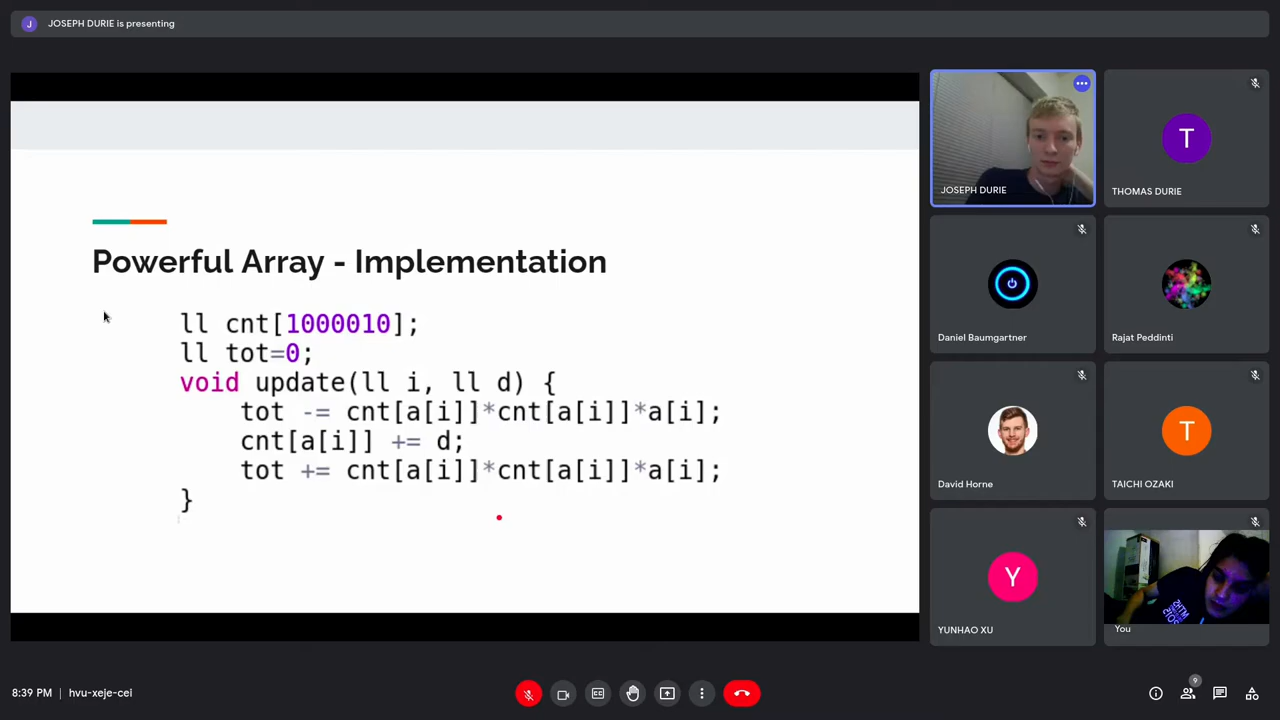 J JOSEPH DURIE is presenting
Powerful Array - Implementation
ll cnt[1000010];
ll tot=0;
void update(ll i, ll d) {
tot -= cnt[a[i]]*cnt[a[i]]*a[i];
cnt[a[i]] += d;
tot += cnt[a[i]]*cnt[a[i]]*a[i];
}
JOSEPH DURIE
T
THOMAS DURIE
Daniel Baumgartner
Rajat Peddinti
David Horne
T
TAICHI OZAKI
Y
YUNHAO XU
You
8:39 PM | hvu-xeje-cei
CC
9